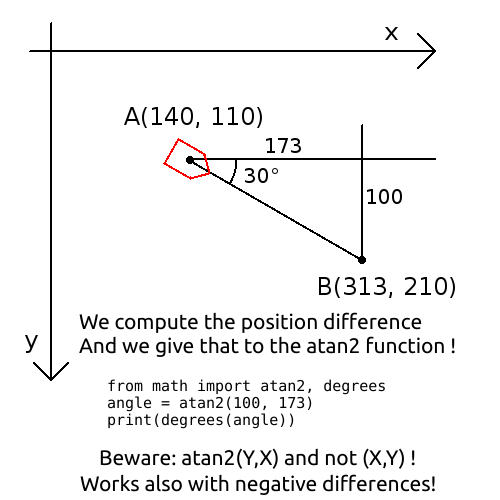 x
A(140, 110)
173
30°
100
B(313, 210)
y
We compute the position difference
And we give that to the atan2 function !
from math import atan2, degrees
angle = atan2(100, 173)
print(degrees(angle))
Beware: atan2(Y,X) and not (X,Y) !
Works also with negative differences!